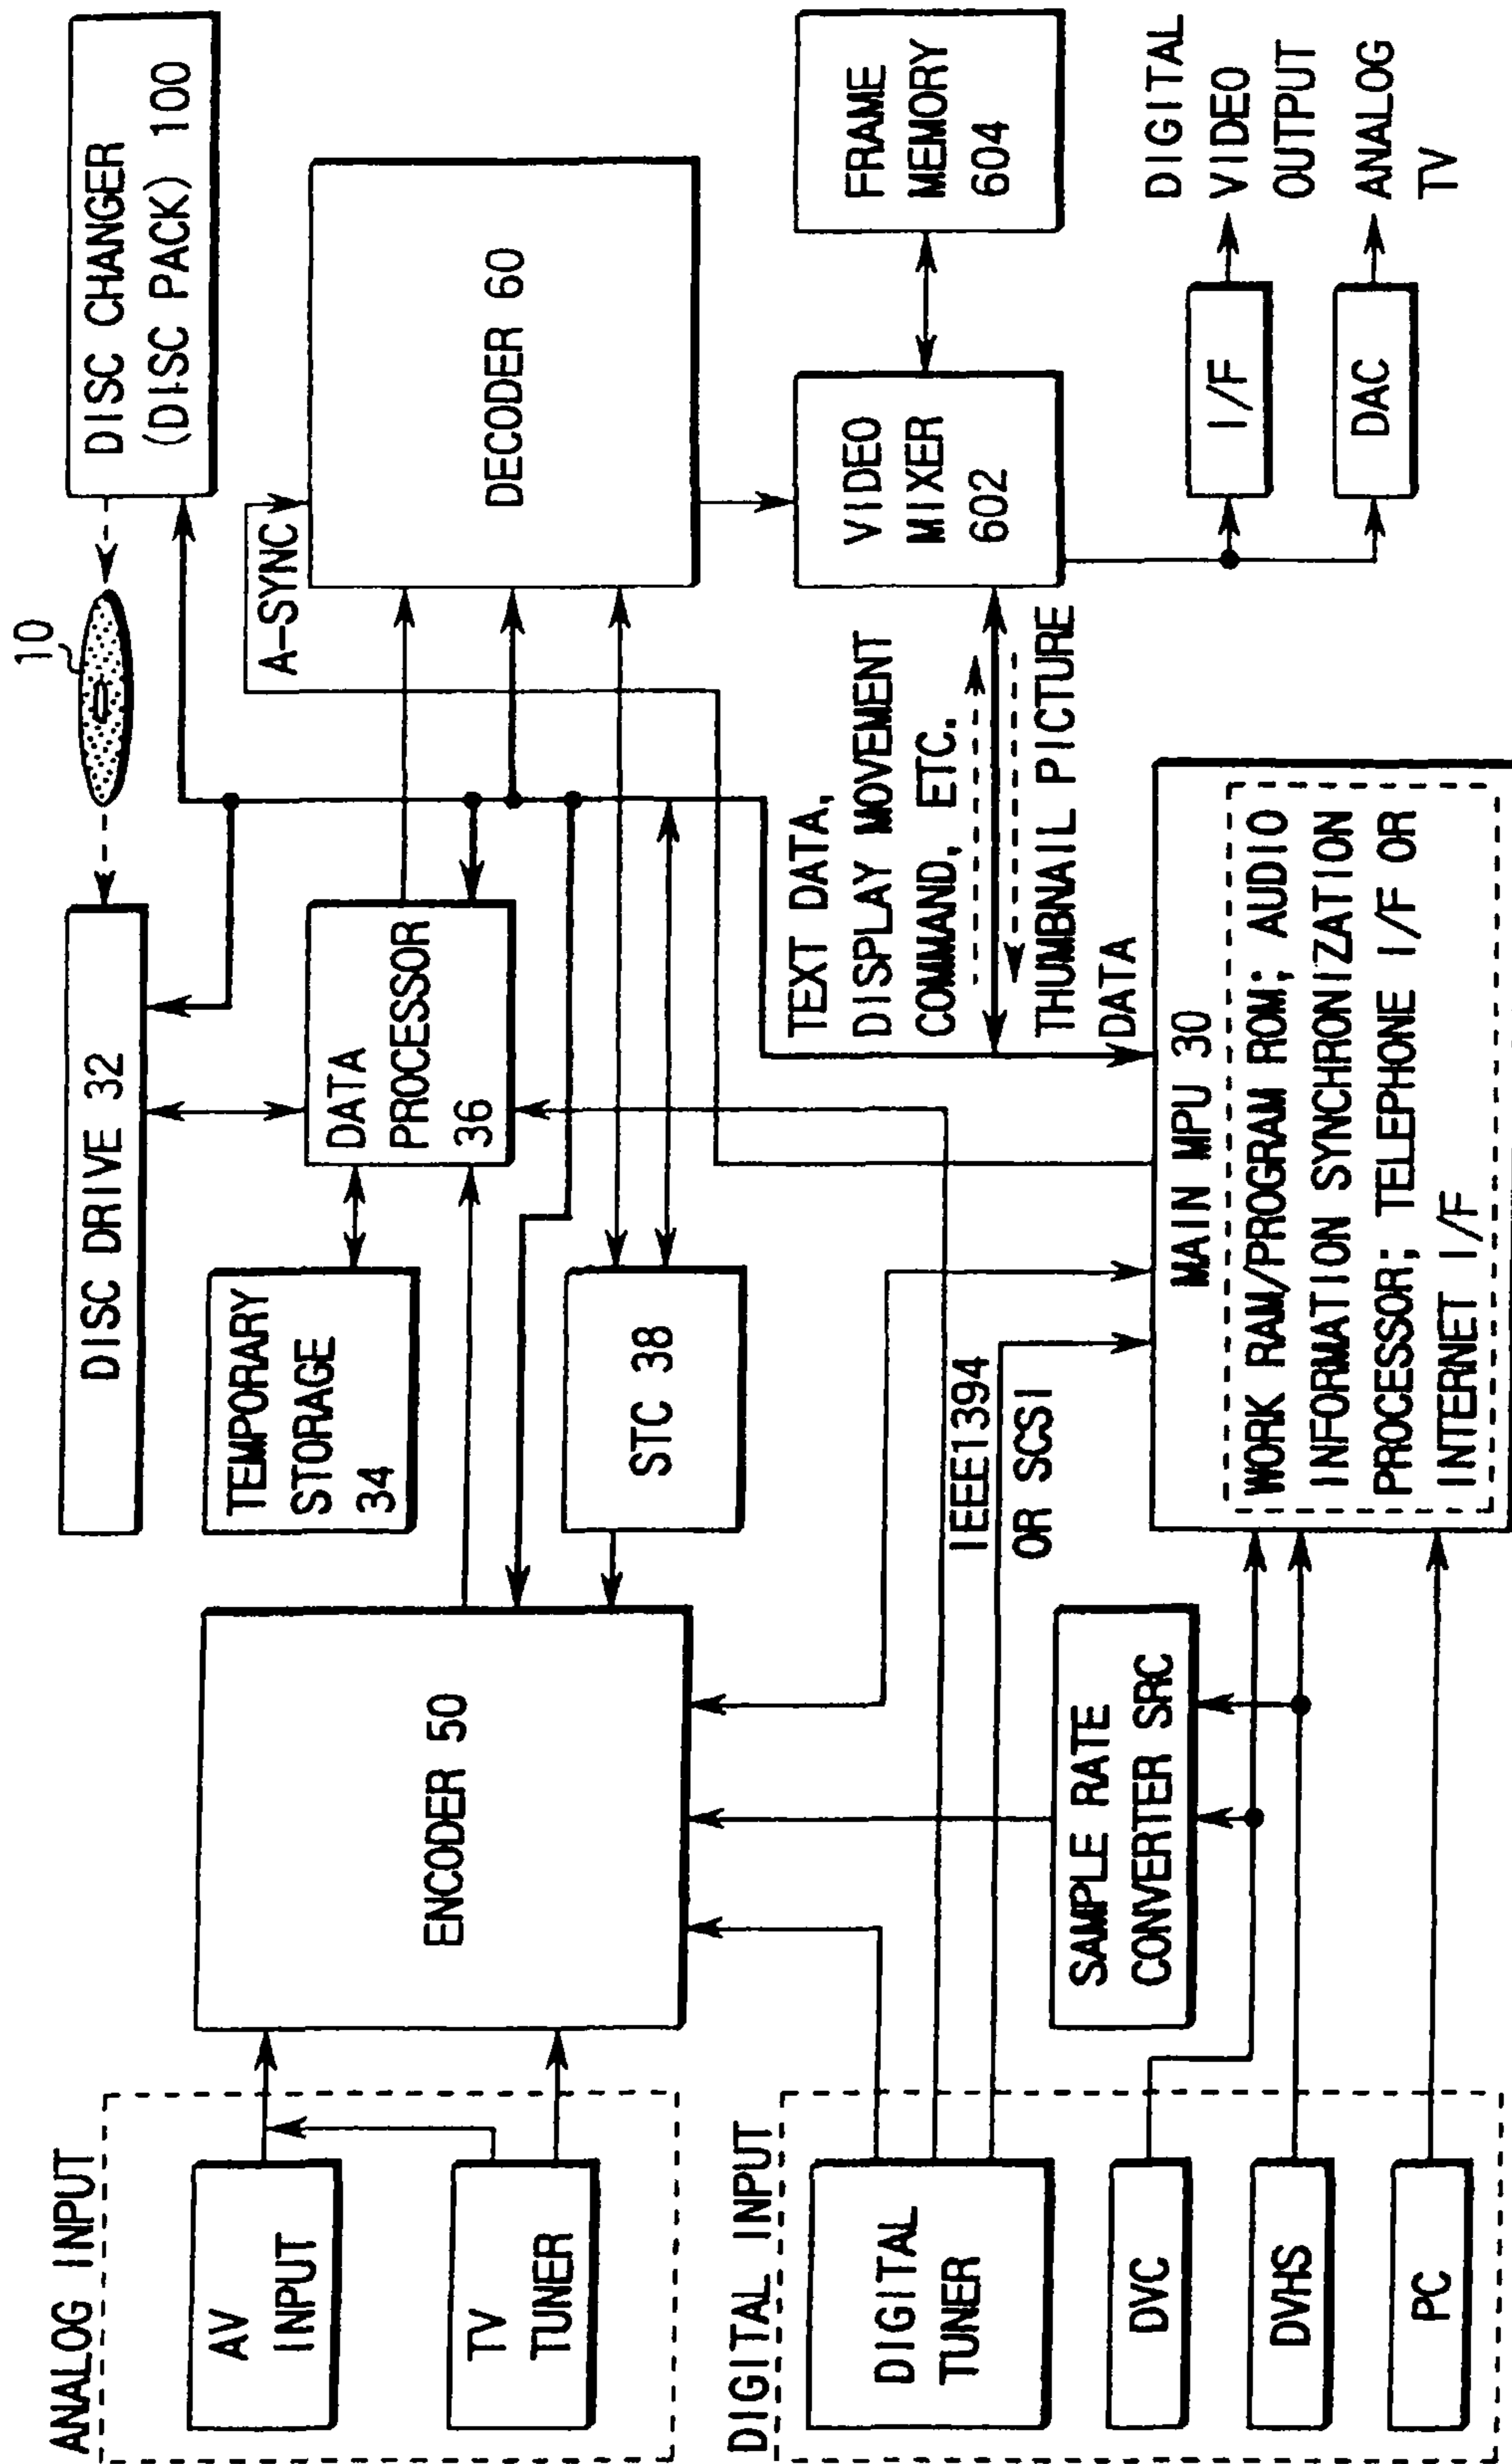 DISC CHANGER
(DISC PACK) 100
10
DISC DRIVE 32
A-SYNC
TEMPORARY
STORAGE
34
DATA
PROCESSOR
36
DECODER 60
ENCODER 50
STC 38
ANALOG INPUT
AV
INPUT
TV
TUNER
DIGITAL INPUT
DIGITAL
TUNER
DVC
DVHS
PC
SAMPLE RATE
CONVERTER SRC
IEEE1394
OR SCSI
TEXT DATA,
DISPLAY MOVEMENT
COMMAND, ETC.
THUMBNAIL PICTURE
DATA
MAIN MPU 30
WORK RAM/PROGRAM ROM; AUDIO
INFORMATION SYNCHRONIZATION
PROCESSOR; TELEPHONE I/F OR
INTERNET I/F
VIDEO
MIXER
602
FRAME
MEMORY
604
I/F
DAC
DIGITAL
VIDEO
OUTPUT
ANALOG
TV